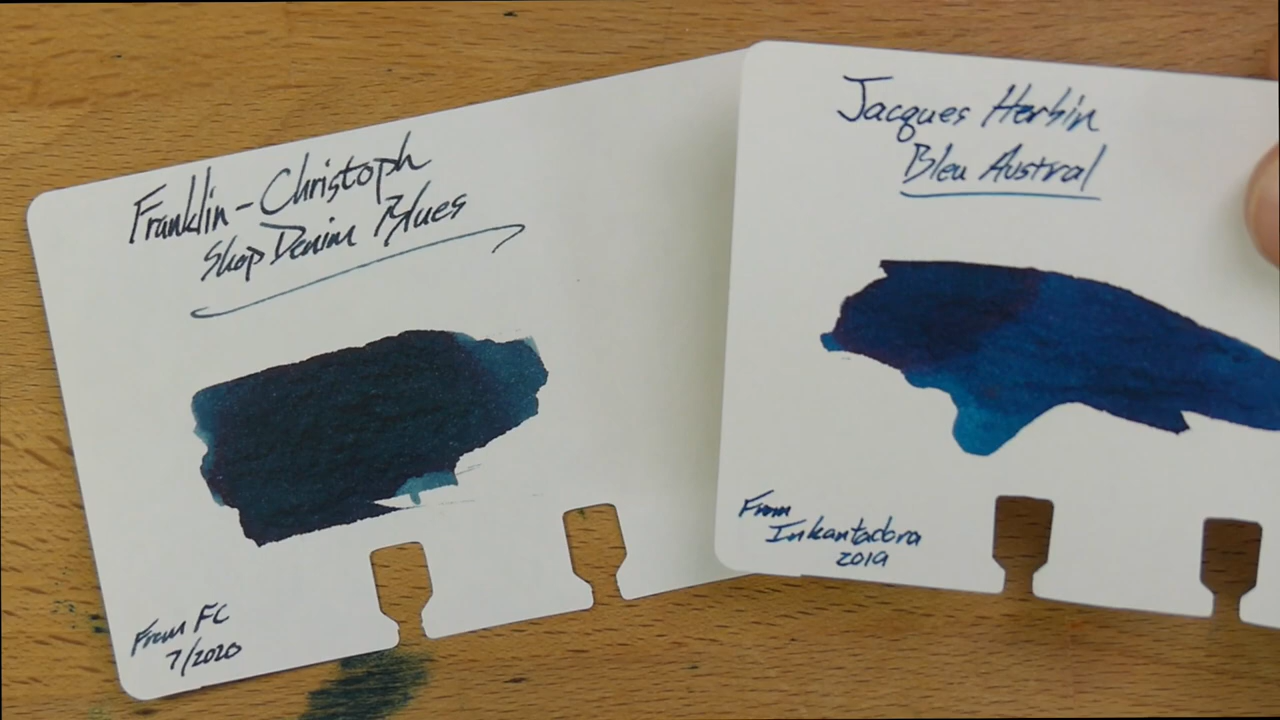 Franklin-Christoph
Shop Denim Blues
From FC
7/2020
Jacques Herbin
Bleu Austral
From
Inkantadora
2019